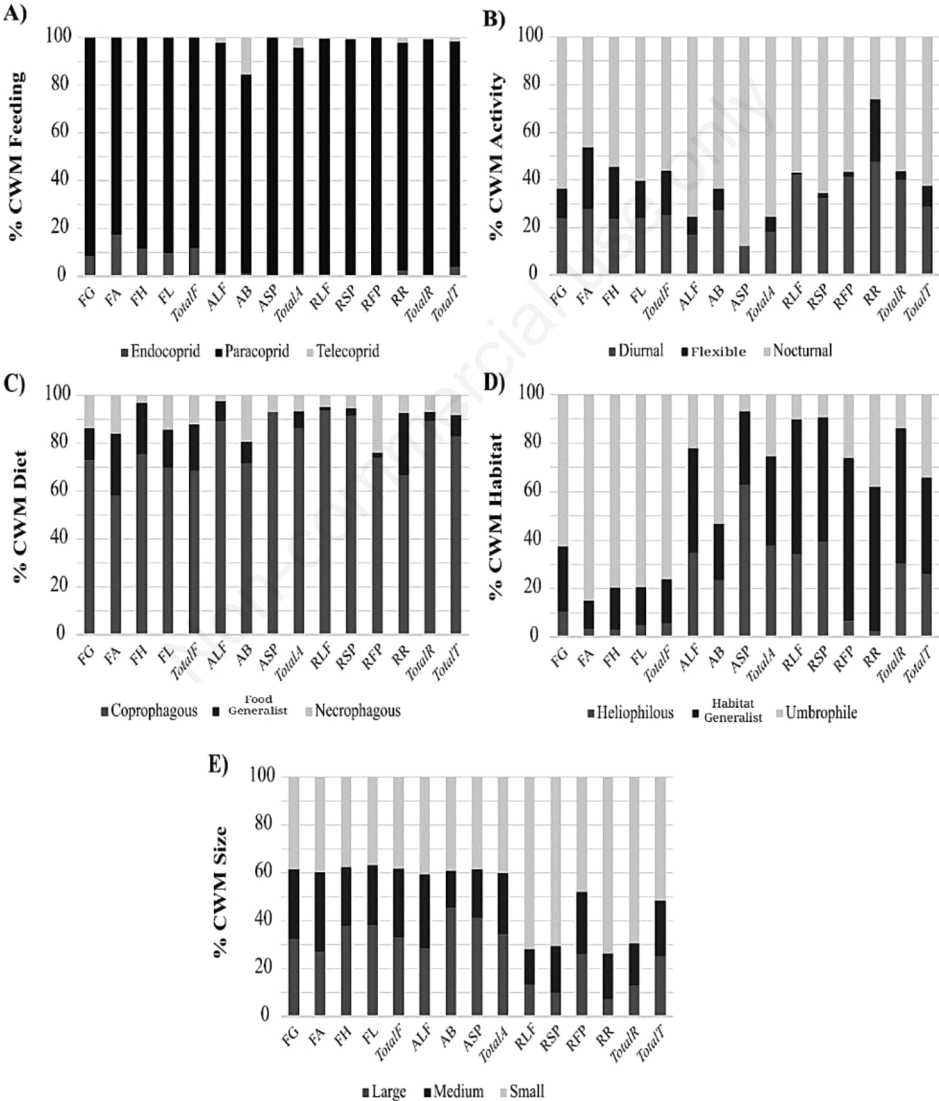 A)
% CWM Feeding
100
80
60
40
20
0
FG FA FH FL TotalF ALF AB ASP TotalA RLF RSP RFP RR TotalR TotalT
Endocoprid Paracoprid Telecoprid
B)
% CWM Activity
100
80
60
40
20
0
FG FA FH FL TotalF ALF AB ASP TotalA RLF RSP RFP RR TotalR TotalT
Diurnal Flexible Nocturnal
C)
% CWM Diet
100
80
60
40
20
0
FG FA FH FL TotalF ALF AB ASP TotalA RLF RSP RFP RR TotalR TotalT
Coprophagous Food Generalist Necrophagous
D)
% CWM Habitat
100
80
60
40
20
0
FG FA FH FL TotalF ALF AB ASP TotalA RLF RSP RFP RR TotalR TotalT
Heliophilous Habitat Generalist Umbrophile
E)
% CWM Size
100
80
60
40
20
0
FG FA FH FL TotalF ALF AB ASP TotalA RLF RSP RFP RR TotalR TotalT
Large Medium Small
Non-commercial use only